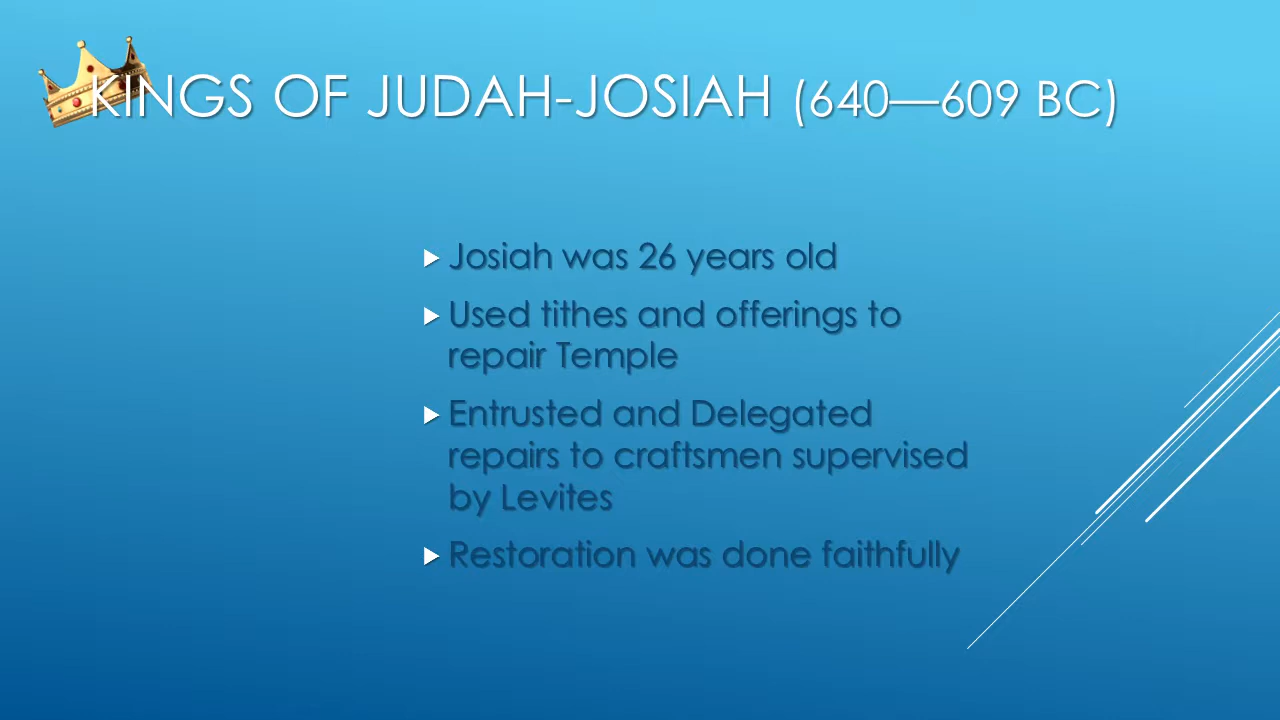 KINGS OF JUDAH-JOSIAH (640—609 BC)
Josiah was 26 years old
Used tithes and offerings to
repair Temple
Entrusted and Delegated
repairs to craftsmen supervised
by Levites
Restoration was done faithfully